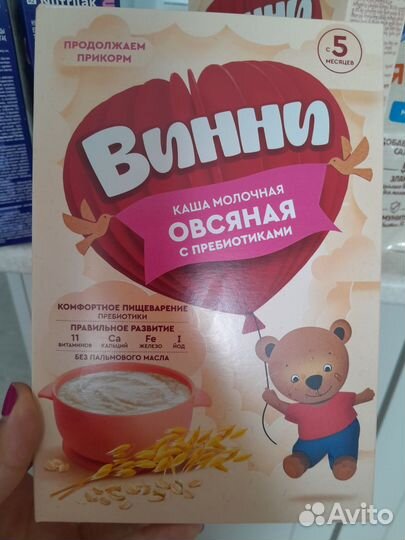 Nutrilak
ПРОДОЛЖАЕМ
ПРИКОРМ
С 5
МЕСЯЦЕВ
ВИННИ
КАША МОЛОЧНАЯ
ОВСЯНАЯ
С ПРЕБИОТИКАМИ
КОМФОРТНОЕ ПИЩЕВАРЕНИЕ
ПРЕБИОТИКИ
ПРАВИЛЬНОЕ РАЗВИТИЕ
11 Ca Fe I
ВИТАМИНОВ КАЛЬЦИЙ ЖЕЛЕЗО ЙОД
БЕЗ ПАЛЬМОВОГО МАСЛА
Avito